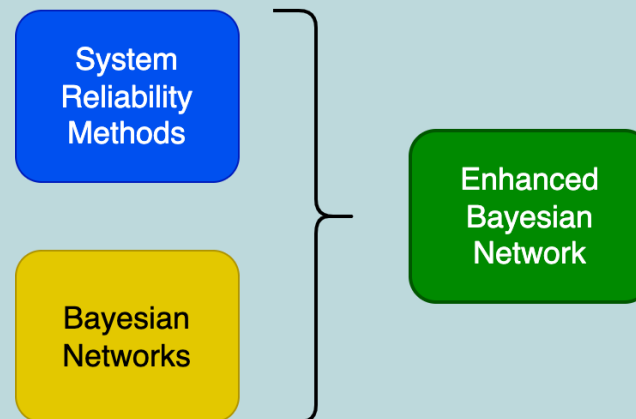 System
Reliability
Methods
Enhanced
Bayesian
Network
Bayesian
Networks